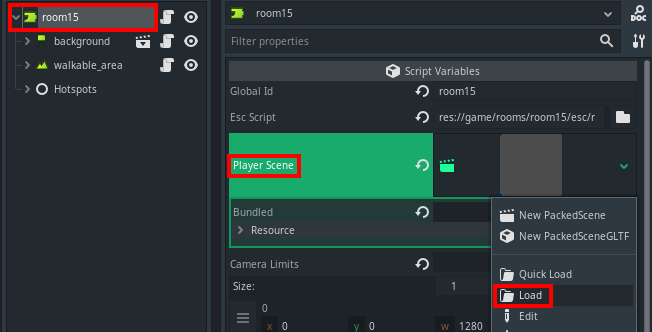 room15
background
walkable_area
Hotspots
room15
DOC
Filter properties
Script Variables
Global Id
room15
Esc Script
res://game/rooms/room15/esc/r
Player Scene
Bundled
Resource
New PackedScene
New PackedSceneGLTF
Quick Load
Load
Edit
Camera Limits
Size:
1
0
x 0 y 0 w 1280